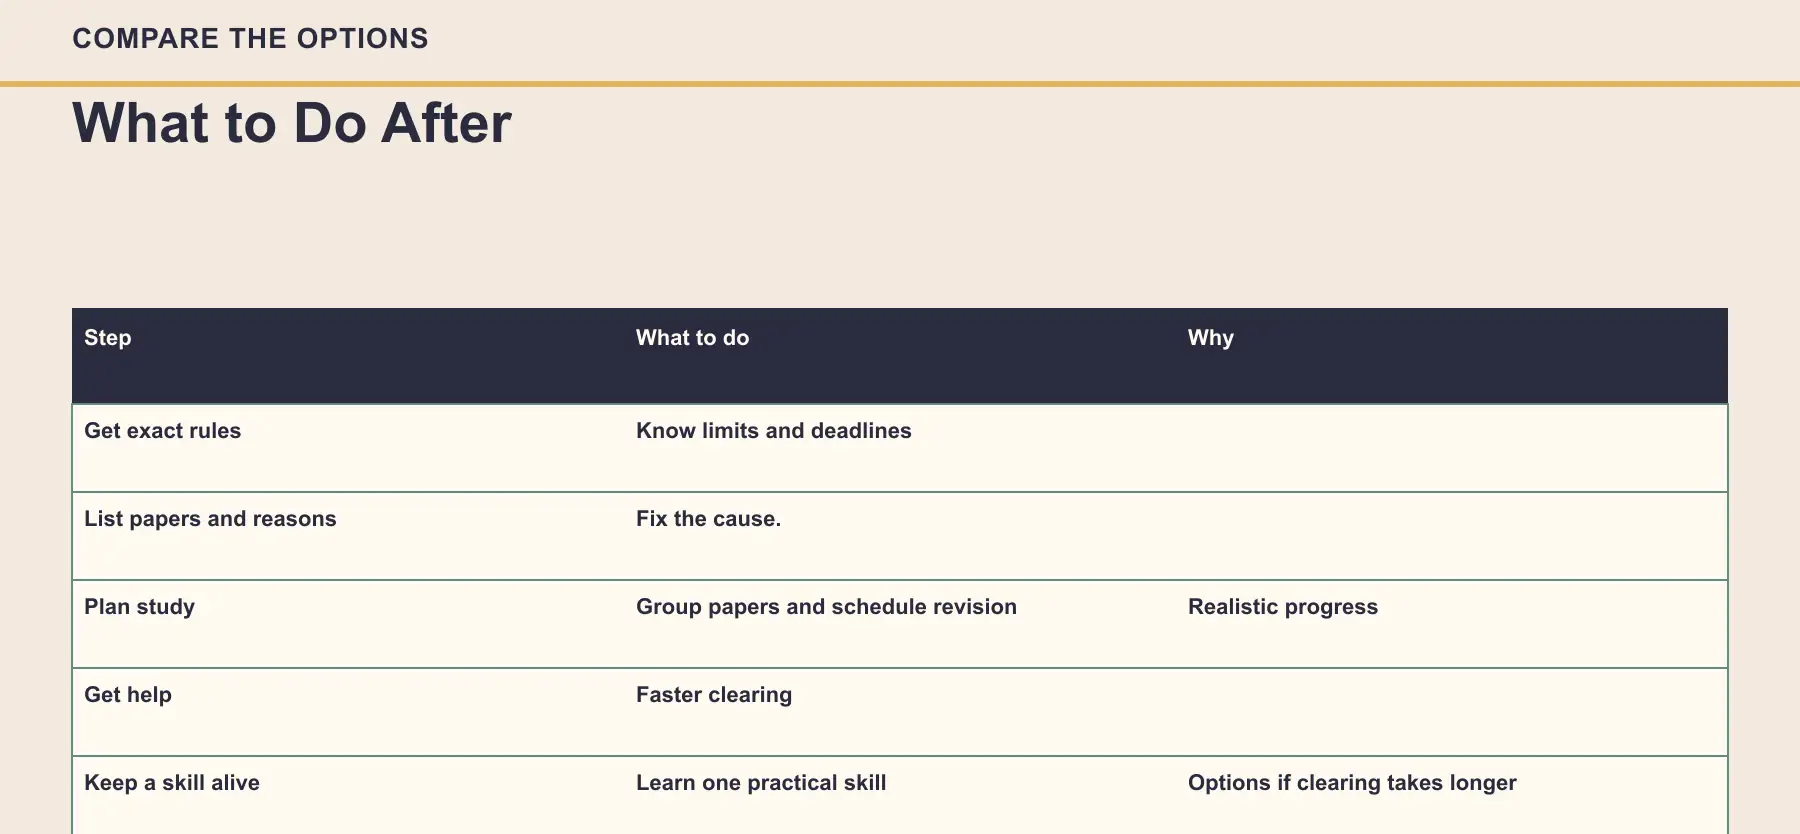 COMPARE THE OPTIONS
What to Do After
Step What to do Why
Get exact rules Know limits and deadlines
List papers and reasons Fix the cause.
Plan study Group papers and schedule revision Realistic progress
Get help Faster clearing
Keep a skill alive Learn one practical skill Options if clearing takes longer